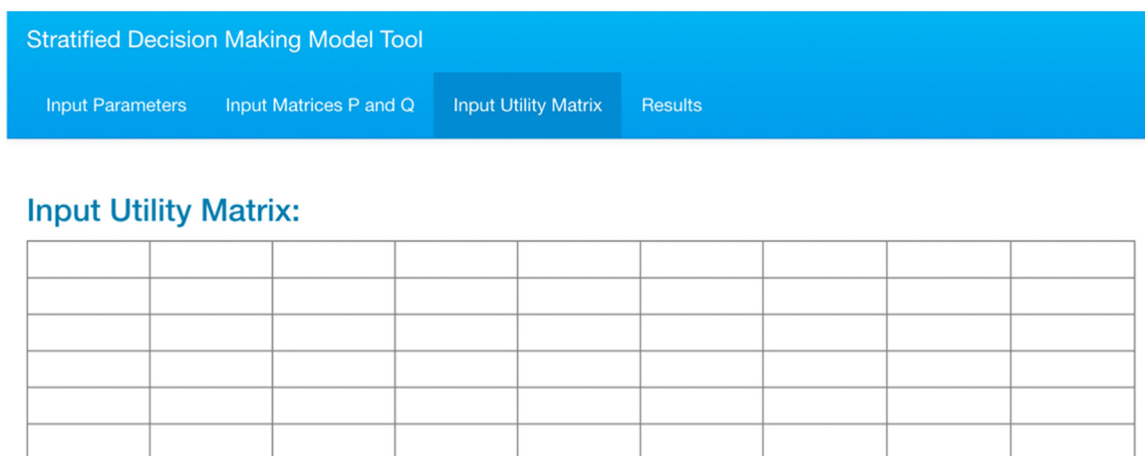 Stratified Decision Making Model Tool
Input Parameters Input Matrices P and Q Input Utility Matrix Results
Input Utility Matrix: